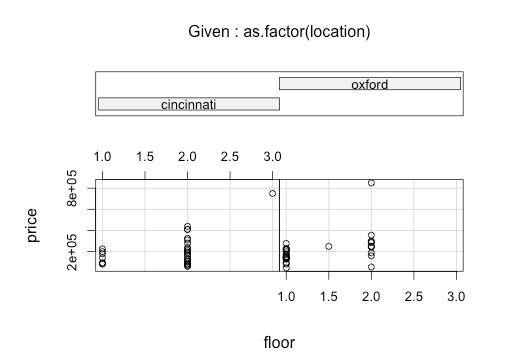 Given : as.factor(location)
oxford
cincinnati
1.0 1.5 2.0 2.5 3.0
8e+05
2e+05
price
1.0 1.5 2.0 2.5 3.0
floor